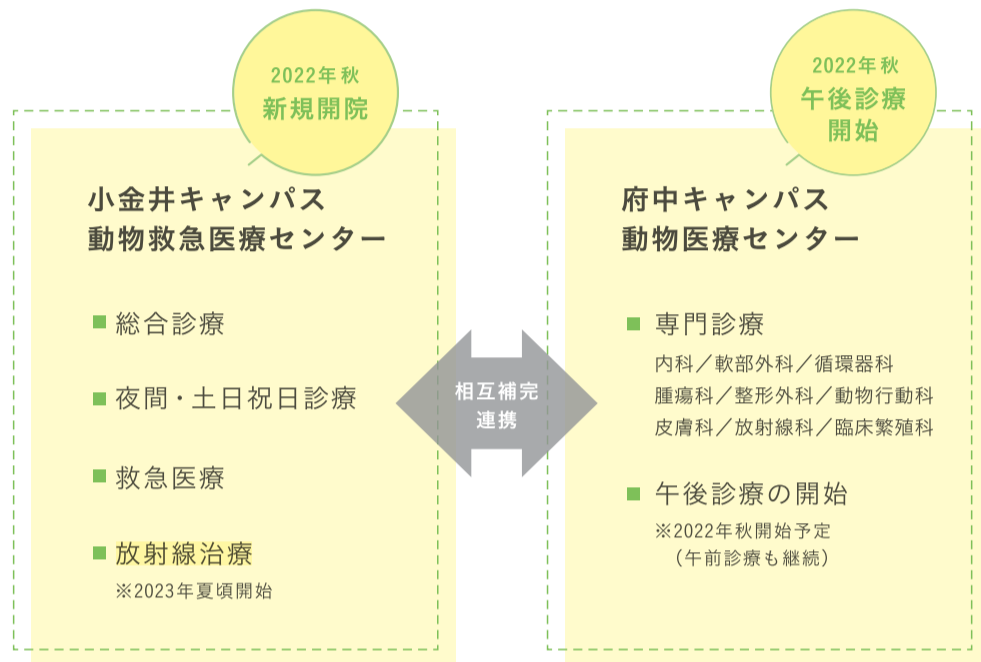 2022年秋
新規開院
小金井キャンパス
動物救急医療センター
総合診療
夜間・土日祝日診療
救急医療
放射線治療
※2023年夏頃開始
相互補完
連携
2022年秋
午後診療
開始
府中キャンパス
動物医療センター
専門診療
内科／軟部外科／循環器科
腫瘍科／整形外科／動物行動科
皮膚科／放射線科／臨床繁殖科
午後診療の開始
※2022年秋開始予定
（午前診療も継続）